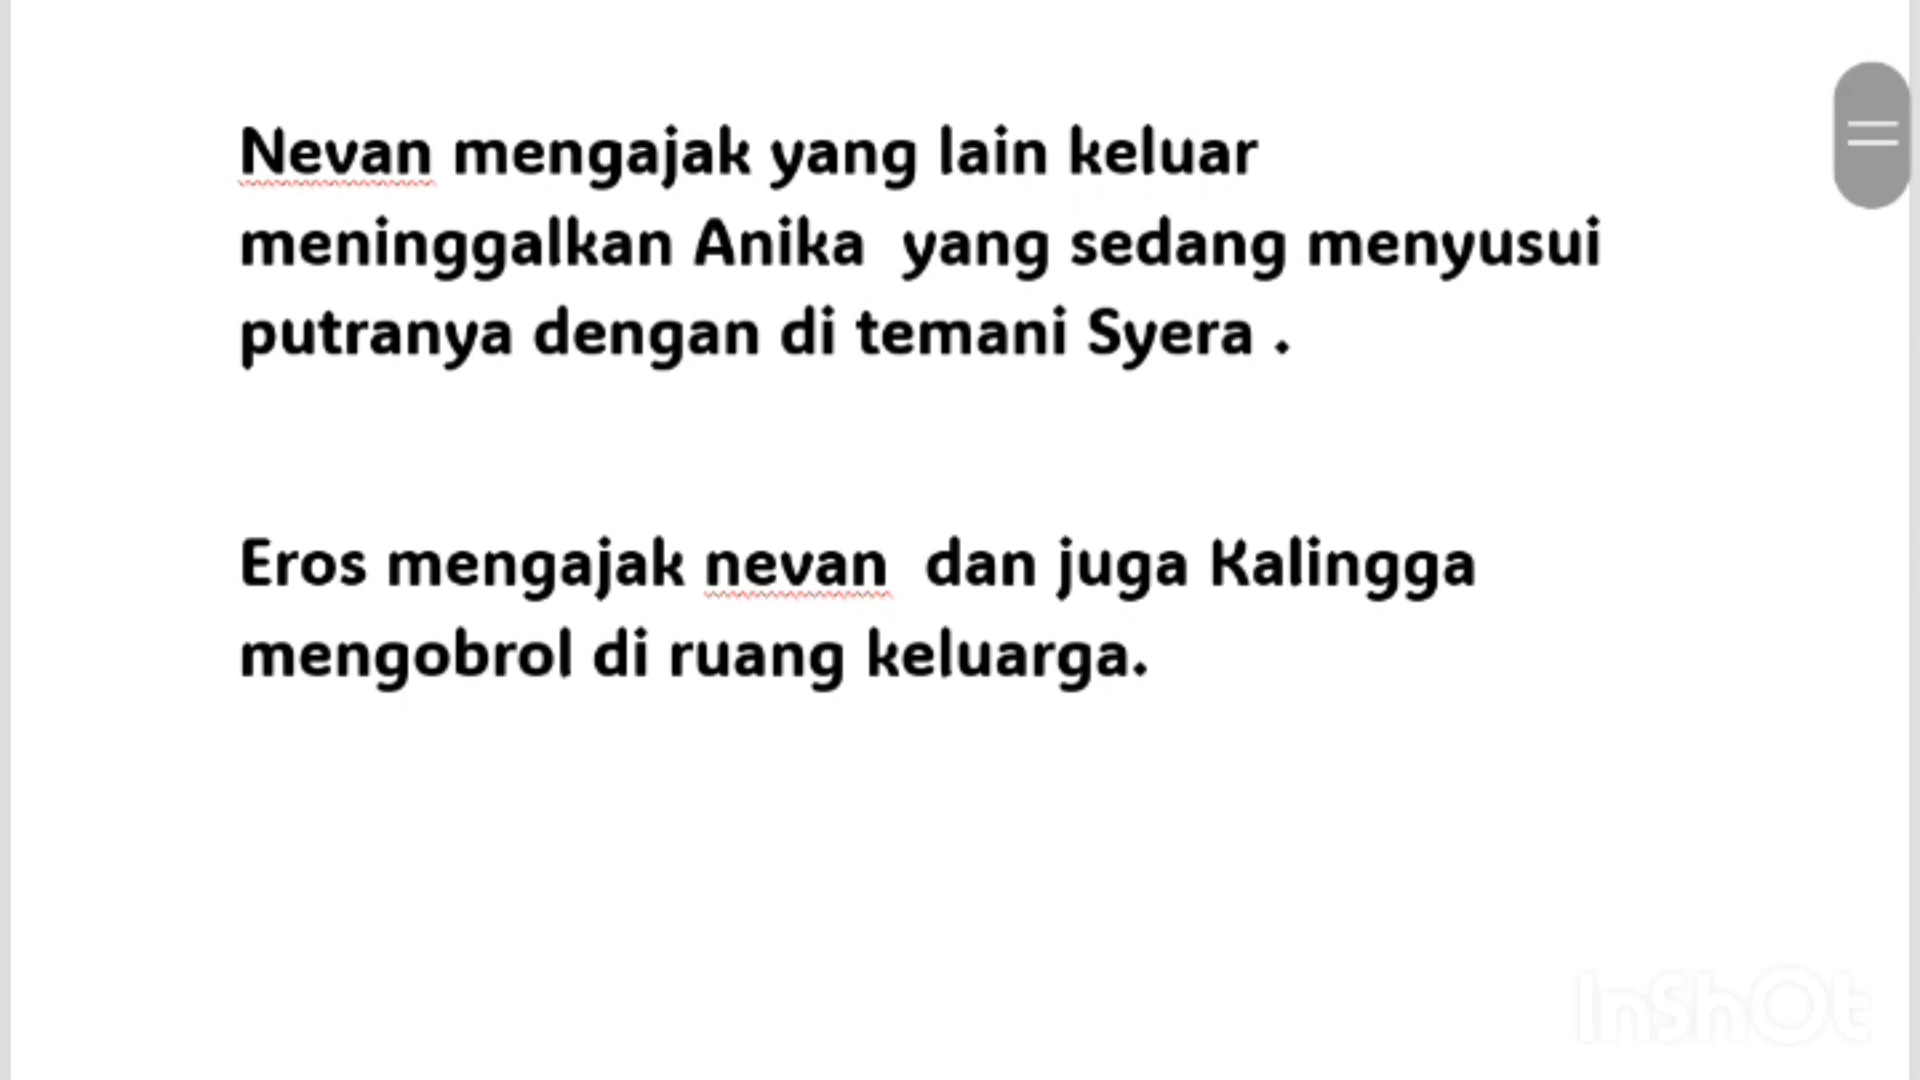 Nevan mengajak yang lain keluar
meninggalkan Anika  yang sedang menyusui
putranya dengan di temani Syera .
Eros mengajak nevan  dan juga Kalingga
mengobrol di ruang keluarga.
InShOt